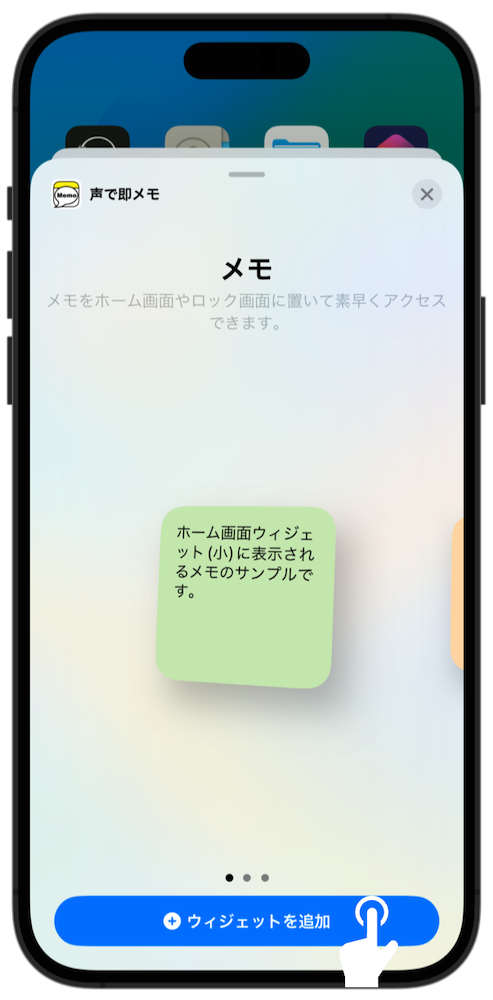 Memo
声で即メモ
メモ
メモをホーム画面やロック画面に置いて素早くアクセス
できます。
ホーム画面ウィジェ
ット(小)に表示され
るメモのサンプルで
す。
ウィジェットを追加